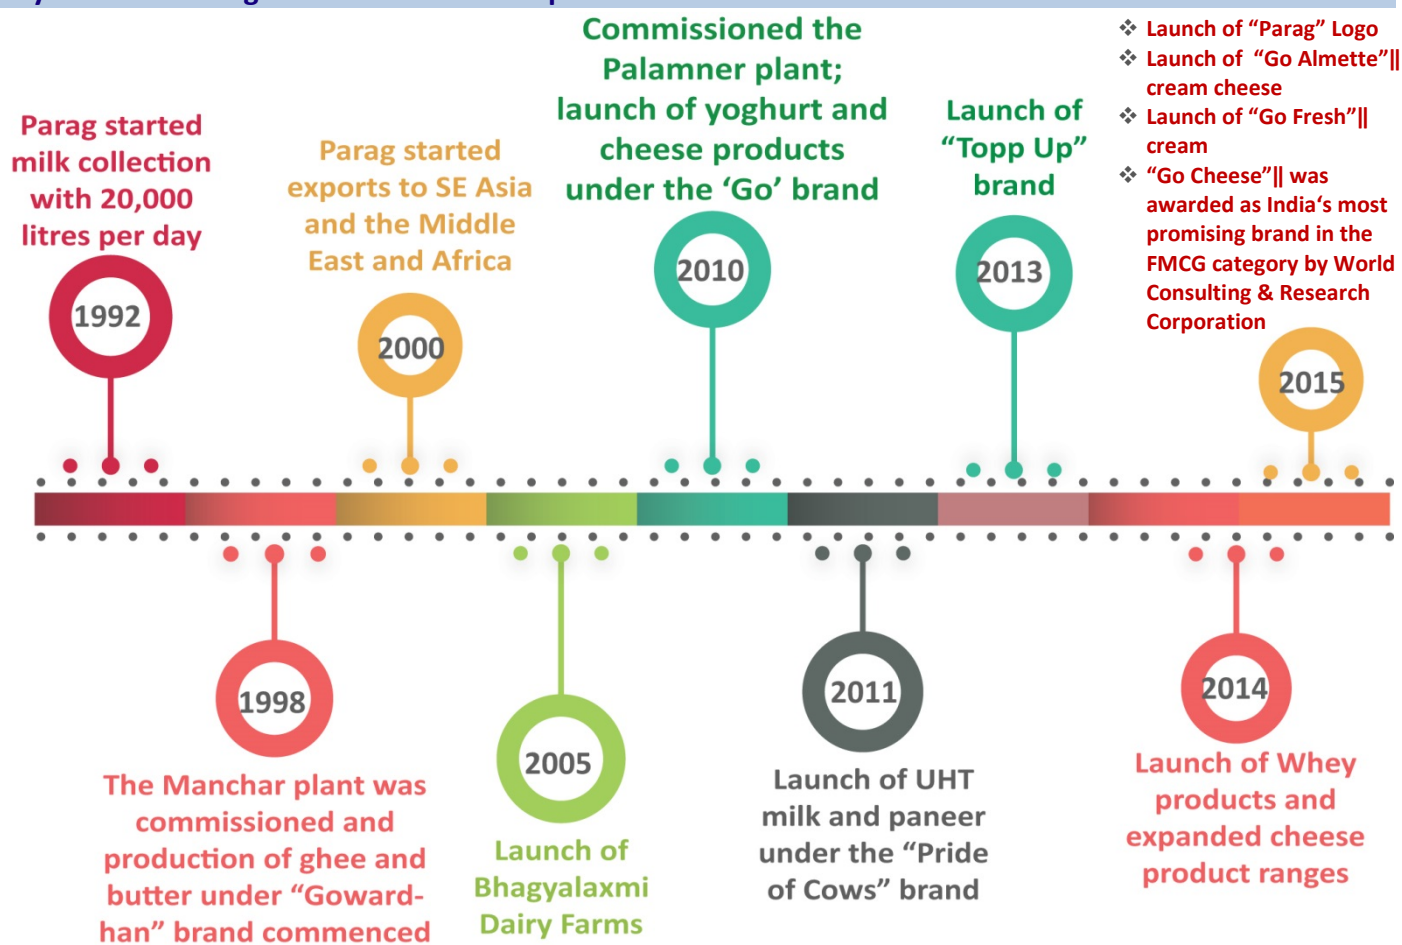 Parag started
milk collection
with 20,000
litres per day
1992
The Manchar plant was
commissioned and
production of ghee and
butter under “Goward-
han” brand commenced
1998
Parag started
exports to SE Asia
and the Middle
East and Africa
2000
Launch of
Bhagyalaxmi
Dairy Farms
2005
Commissioned the
Palamner plant;
launch of yoghurt and
cheese products
under the ‘Go’ brand
2010
Launch of UHT
milk and paneer
under the “Pride
of Cows” brand
2011
Launch of
“Topp Up”
brand
2013
Launch of Whey
products and
expanded cheese
product ranges
2014
❖ Launch of “Parag” Logo
❖ Launch of “Go Almette”‖
cream cheese
❖ Launch of “Go Fresh”‖
cream
❖ “Go Cheese”‖ was
awarded as India‘s most
promising brand in the
FMCG category by World
Consulting & Research
Corporation
2015